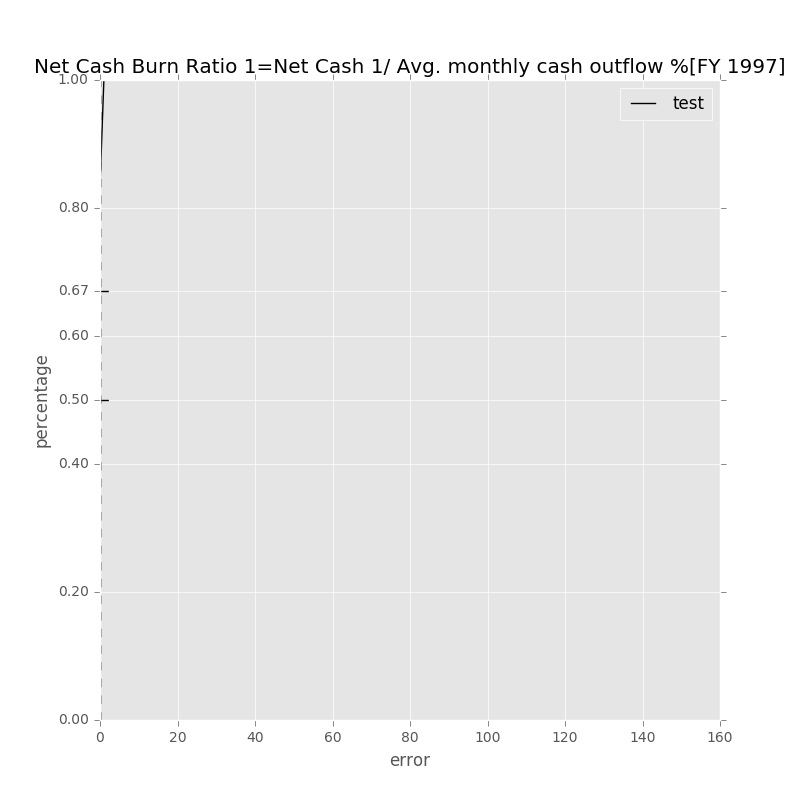 Net Cash Burn Ratio 1=Net Cash 1/ Avg. monthly cash outflow %[FY 1997]
test
1.00
0.80
0.67
0.60
0.50
0.40
0.20
0.00
percentage
0 20 40 60 80 100 120 140 160
error